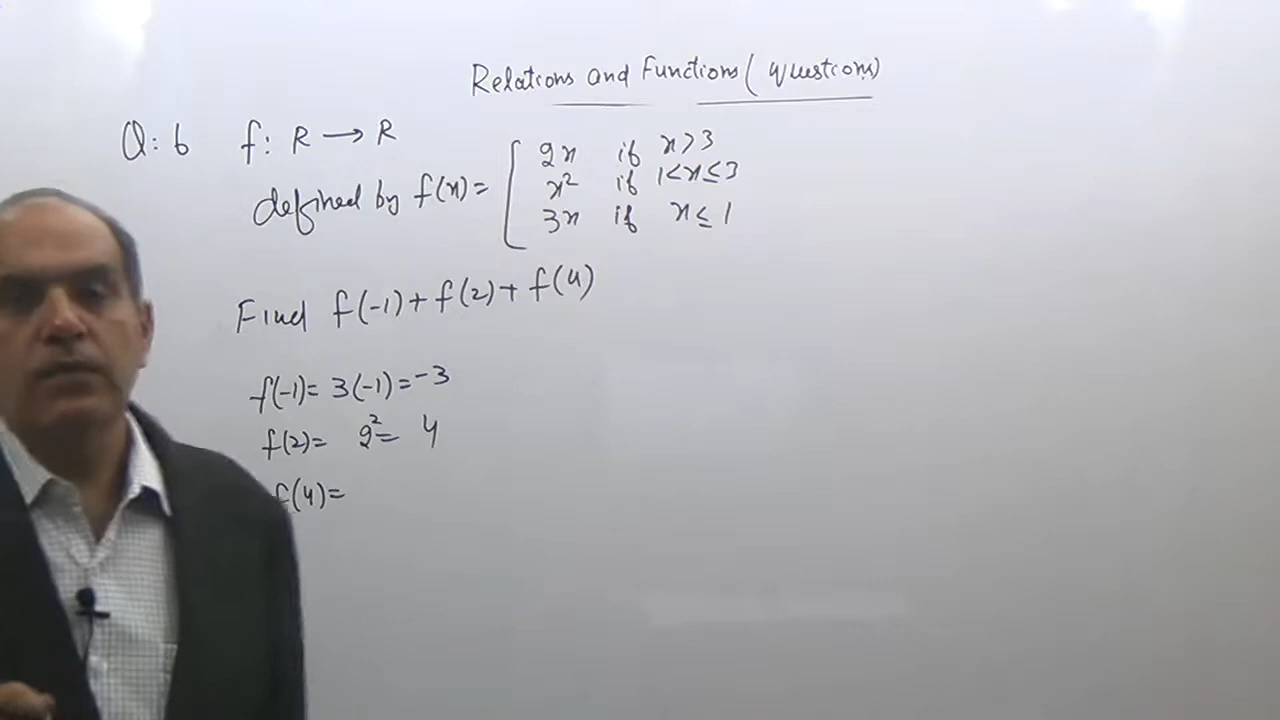 Relations and Functions (Questions)
Q: 6 f: R → R
defined by f(x) = { 2x if x > 3
x² if 1 < x ≤ 3
3x if x ≤ 1
Find f(-1) + f(2) + f(4)
f(-1) = 3(-1) = -3
f(2) = 2² = 4
f(4) =